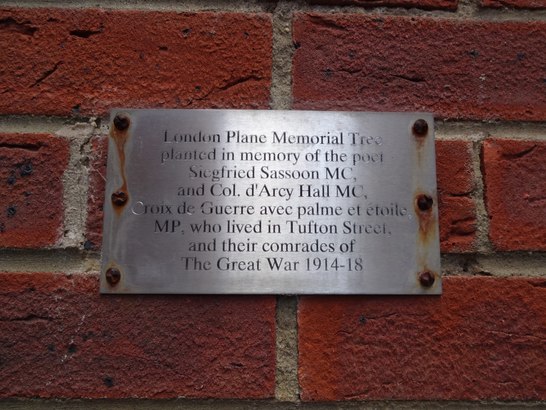 London Plane Memorial Tree
planted in memory of the poet
Siegfried Sassoon MC,
and Col. d'Arcy Hall MC,
Croix de Guerre avec palme et étoile,
MP, who lived in Tufton Street,
and their comrades of
The Great War 1914-18